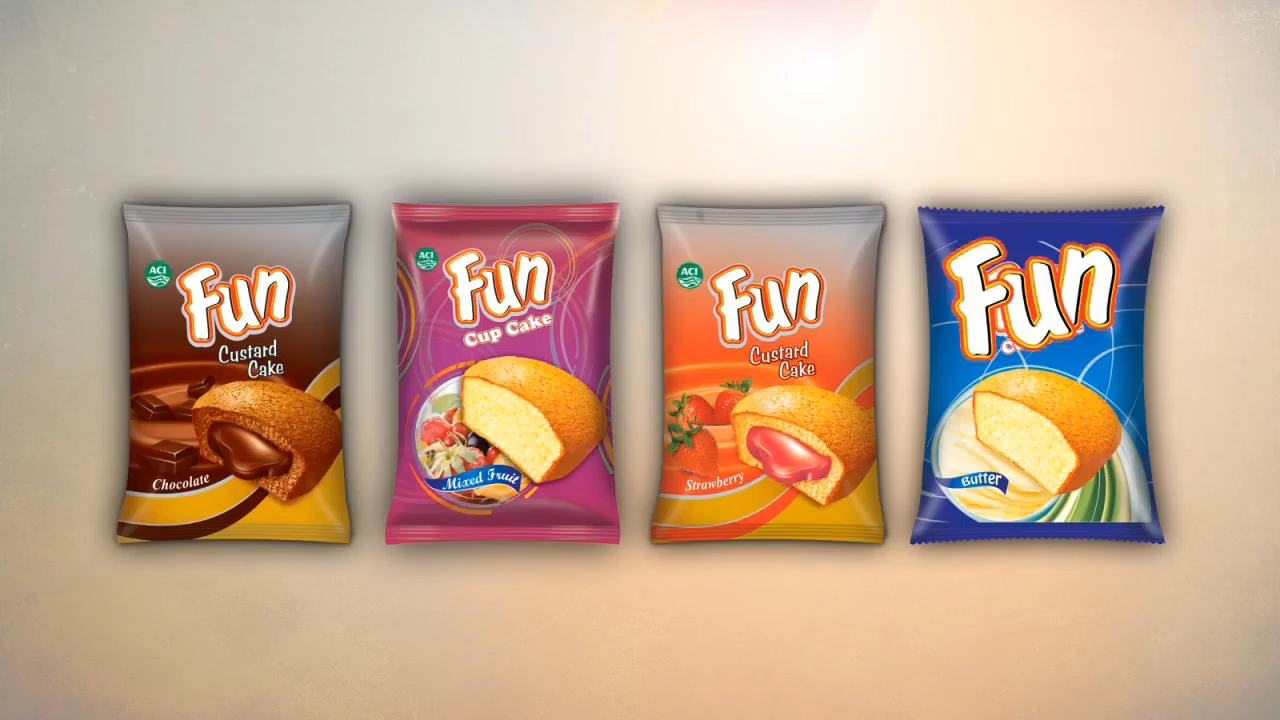 ACI
Fun
Custard
Cake
Chocolate
ACI
Fun
Cup Cake
Mixed Fruit
ACI
Fun
Custard
Cake
Strawberry
Fun
Butter